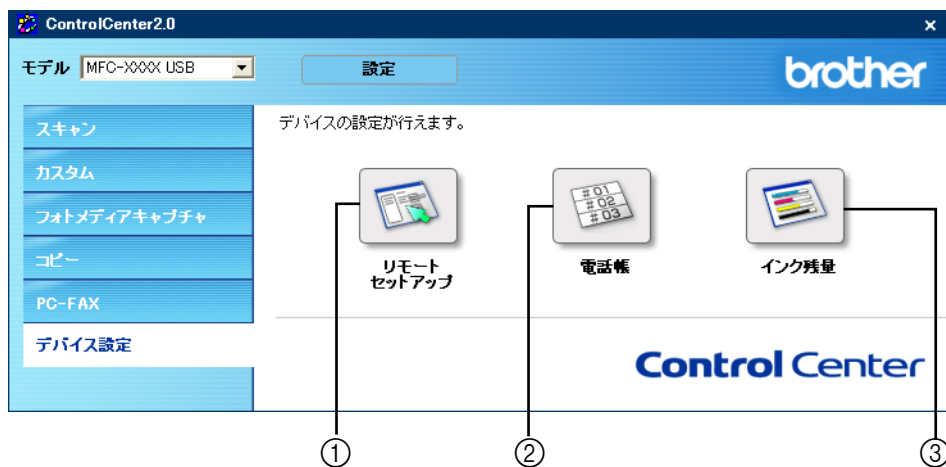 ControlCenter2.0
モデル MFC-XXXX USB 設定 brother
スキャン
カスタム
フォトメディアキャプチャ
コピー
PC-FAX
デバイス設定
デバイスの設定が行えます。
リモート
セットアップ
#01
#02
#03
電話帳
インク残量
Control Center
① ② ③